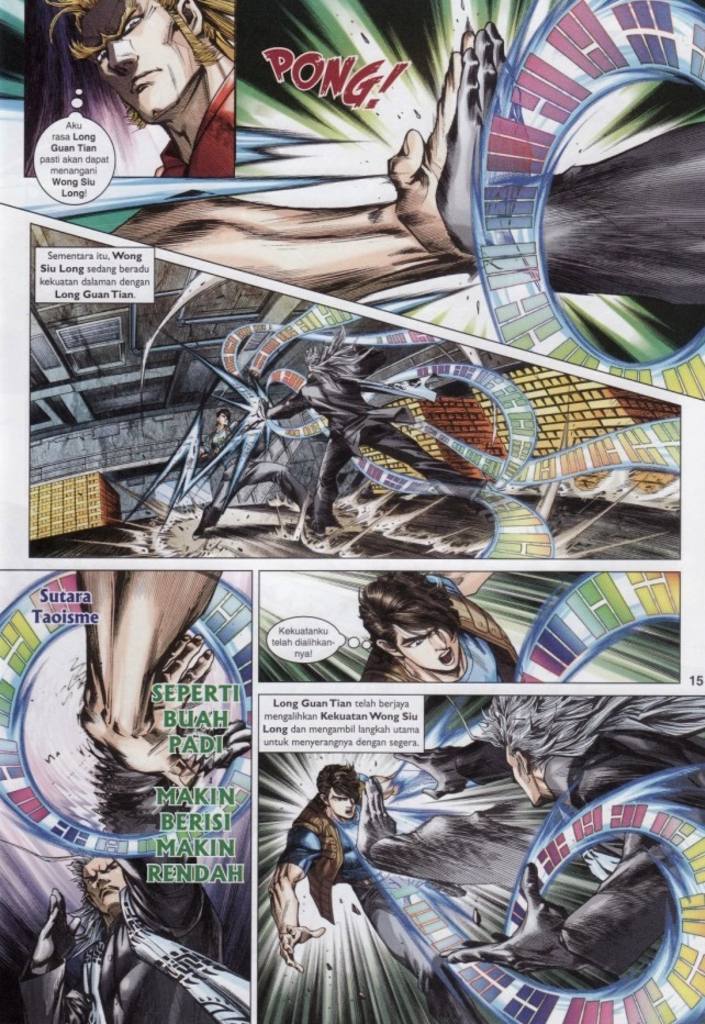 PONG!
Aku
rasa Long
Guan Tian
pasti akan dapat
menangani
Wong Siu
Long!
Sementara itu, Wong
Siu Long sedang beradu
kekuatan dalaman dengan
Long Guan Tian.
Sutara
Taoisme
SEPERTI
BUAH
PADI
MAKIN
BERISI
MAKIN
RENDAH
Kekuatanku
telah dialihkan-
nya!
15
Long Guan Tian telah berjaya
mengalihkan Kekuatan Wong Siu
Long dan mengambil langkah utama
untuk menyerangnya dengan segera.